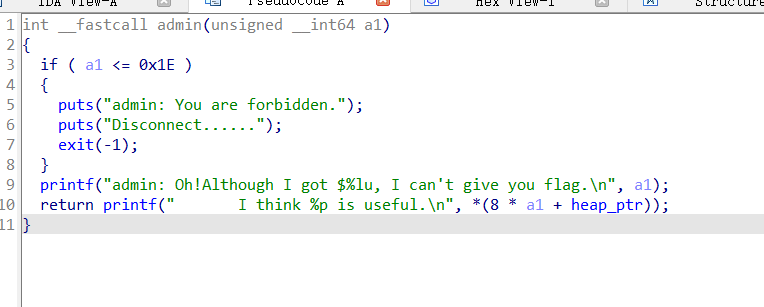 IDA View-A Pseudocode A Hex View-1 Structure
1 int __fastcall admin(unsigned __int64 a1)
2 {
3 if ( a1 <= 0x1E )
4 {
5 puts("admin: You are forbidden.");
6 puts("Disconnect......");
7 exit(-1);
8 }
9 printf("admin: Oh!Although I got $%lu, I can't give you flag.\n", a1);
10 return printf("       I think %p is useful.\n", *(8 * a1 + heap_ptr));
11 }